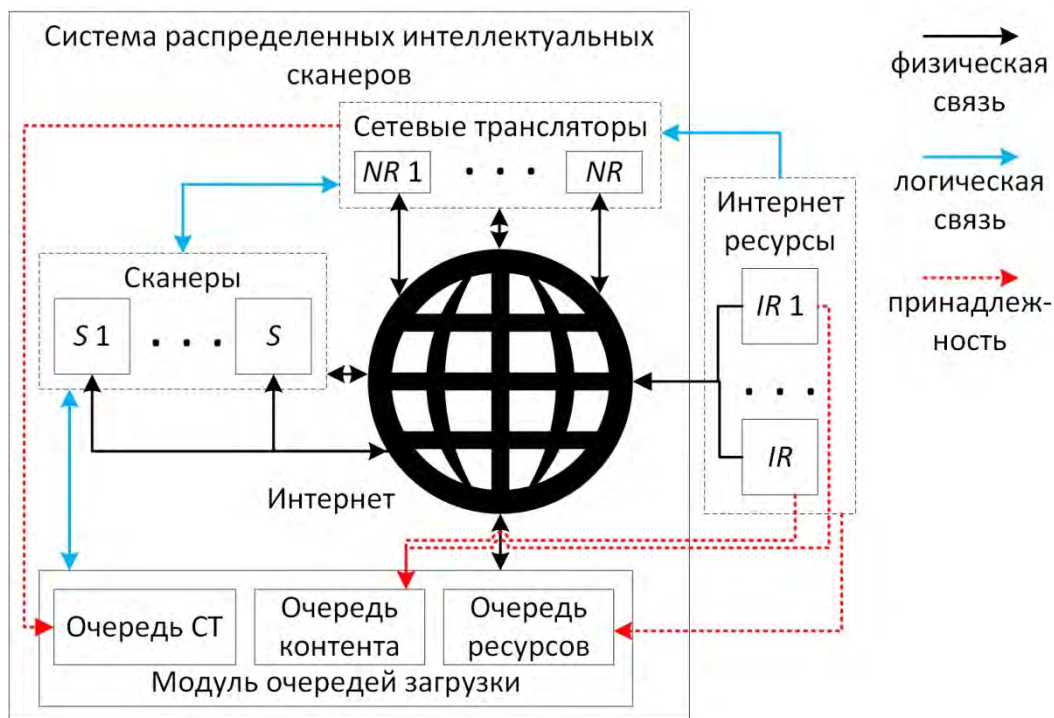 Система распределенных интеллектуальных
сканеров
Сетевые трансляторы
NR 1 . . . NR
Сканеры
S 1 . . . S
Интернет
ресурсы
IR 1
. . .
IR
Интернет
Очередь СТ
Очередь
контента
Очередь
ресурсов
Модуль очередей загрузки
физическая
связь
логическая
связь
принадлеж-
ность